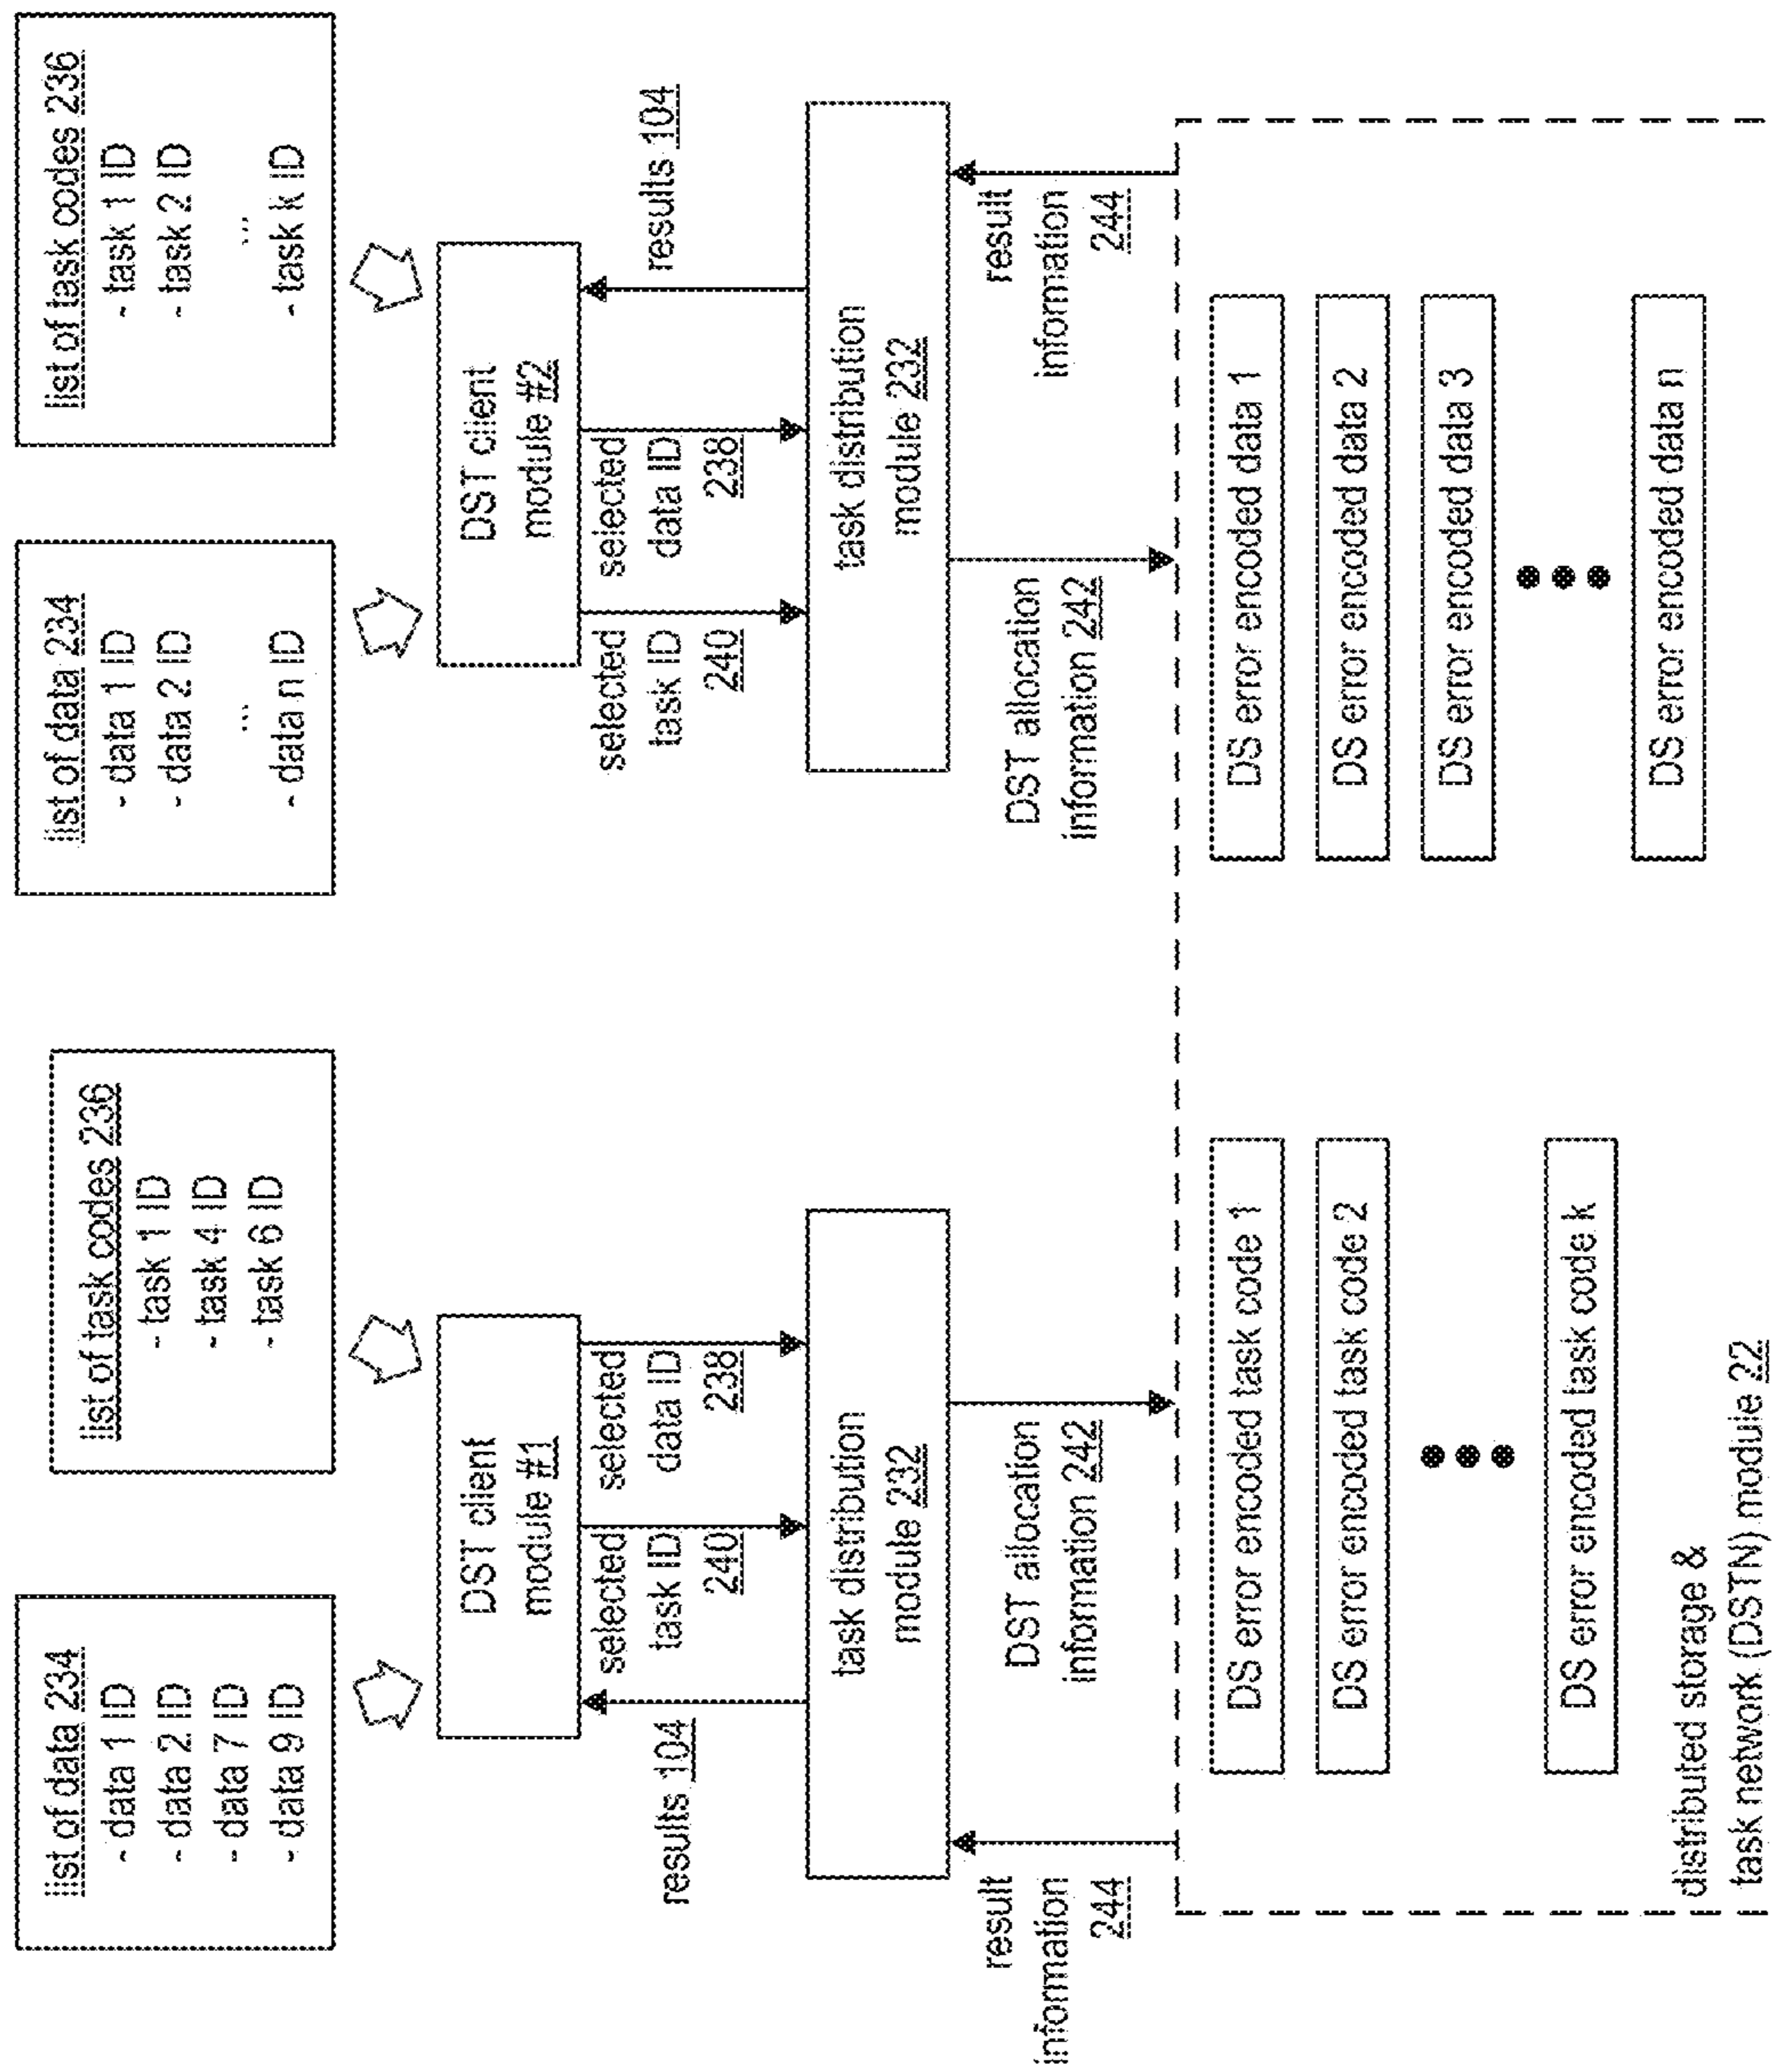 list of data 234
- data 1 ID
- data 2 ID
- data 7 ID
- data 9 ID
list of task codes 236
- task 1 ID
- task 4 ID
- task 6 ID
list of data 234
- data 1 ID
- data 2 ID
...
- data n ID
list of task codes 236
- task 1 ID
- task 2 ID
...
- task k ID
DST client
module #1
DST client
module #2
results 104
selected
task ID
240
selected
data ID
238
selected
task ID
240
selected
data ID
238
results 104
task distribution
module 232
task distribution
module 232
result
information
244
DST allocation
information 242
DST allocation
information 242
result
information
244
DS error encoded task code 1
DS error encoded task code 2
DS error encoded task code k
DS error encoded data 1
DS error encoded data 2
DS error encoded data 3
DS error encoded data n
distributed storage &
task network (DSTN) module 22